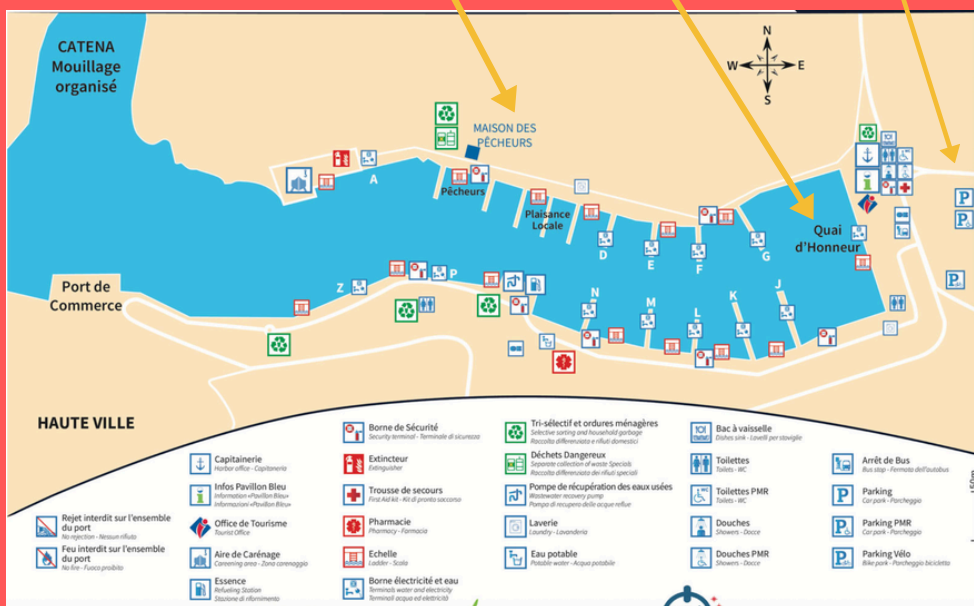 CATENA
Mouillage
organisé
N
W
E
S
MAISON DES
PÊCHEURS
A
Pêcheurs
Plaisance
Locale
D
E
F
G
Quai
d'Honneur
Port de
Commerce
Z
P
N
M
L
K
J
HAUTE VILLE
Rejet interdit sur l'ensemble
du port
No rejection - Nessun rifiuto
Feu interdit sur l'ensemble
du port
No fire - Fuoco proibito
Capitainerie
Harbor office - Capitaneria
Infos Pavillon Bleu
Information «Pavillon Bleu»
Informazioni «Pavillon Bleu»
Office de Tourisme
Tourist Office
Aire de Carénage
Careening area - Zona carenaggio
Essence
Refueling Station
Stazione di rifornimento
Borne de Sécurité
Security terminal - Terminale di sicurezza
Extincteur
Extinguisher
Trousse de secours
First Aid kit - Kit di pronto soccorso
Pharmacie
Pharmacy - Farmacia
Echelle
Ladder - Scala
Borne électricité et eau
Terminals water and electricity
Terminali acqua ed elettricità
Tri-sélectif et ordures ménagères
Selective sorting and household garbage
Raccolta differenziata e rifiuti domestici
Déchets Dangereux
Separate collection of waste Specials
Raccolta differenziata dei rifiuti speciali
Pompe de récupération des eaux usées
Wastewater recovery pump
Pompa di recupero delle acque reflue
Laverie
Laundry - Lavanderia
Eau potable
Potable water - Acqua potabile
Bac à vaisselle
Dishes sink - Lavelli per stoviglie
Toilettes
Toilets - WC
Toilettes PMR
Toilets - WC
Douches
Showers - Docce
Douches PMR
Showers - Docce
Arrêt de Bus
Bus stop - Fermata dell'autobus
Parking
Car park - Parcheggio
Parking PMR
Car park - Parcheggio
Parking Vélo
Bike park - Parcheggio bicicletta